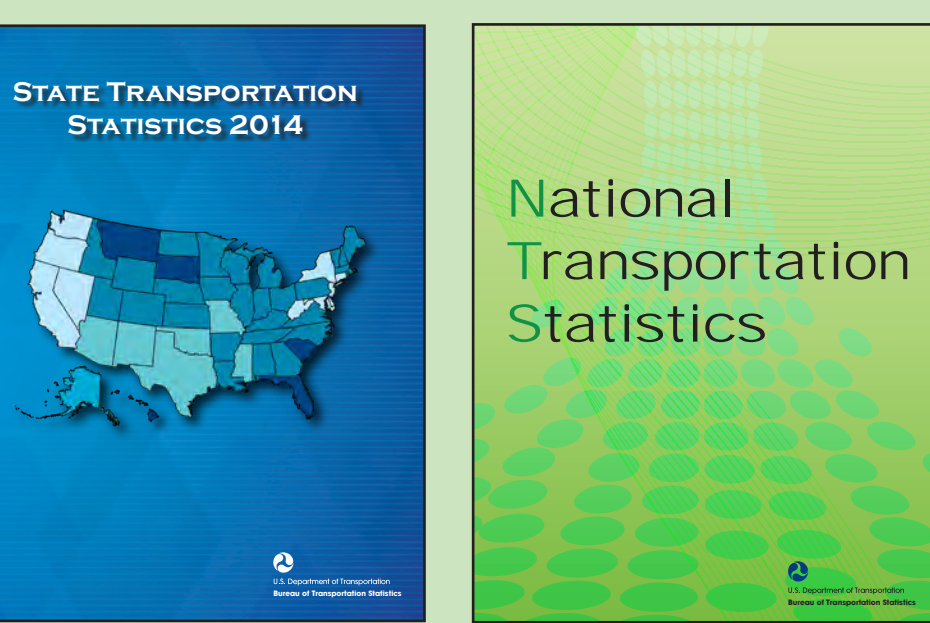 STATE TRANSPORTATION
STATISTICS 2014
U.S. Department of Transportation
Bureau of Transportation Statistics
National
Transportation
Statistics
U.S. Department of Transportation
Bureau of Transportation Statistics